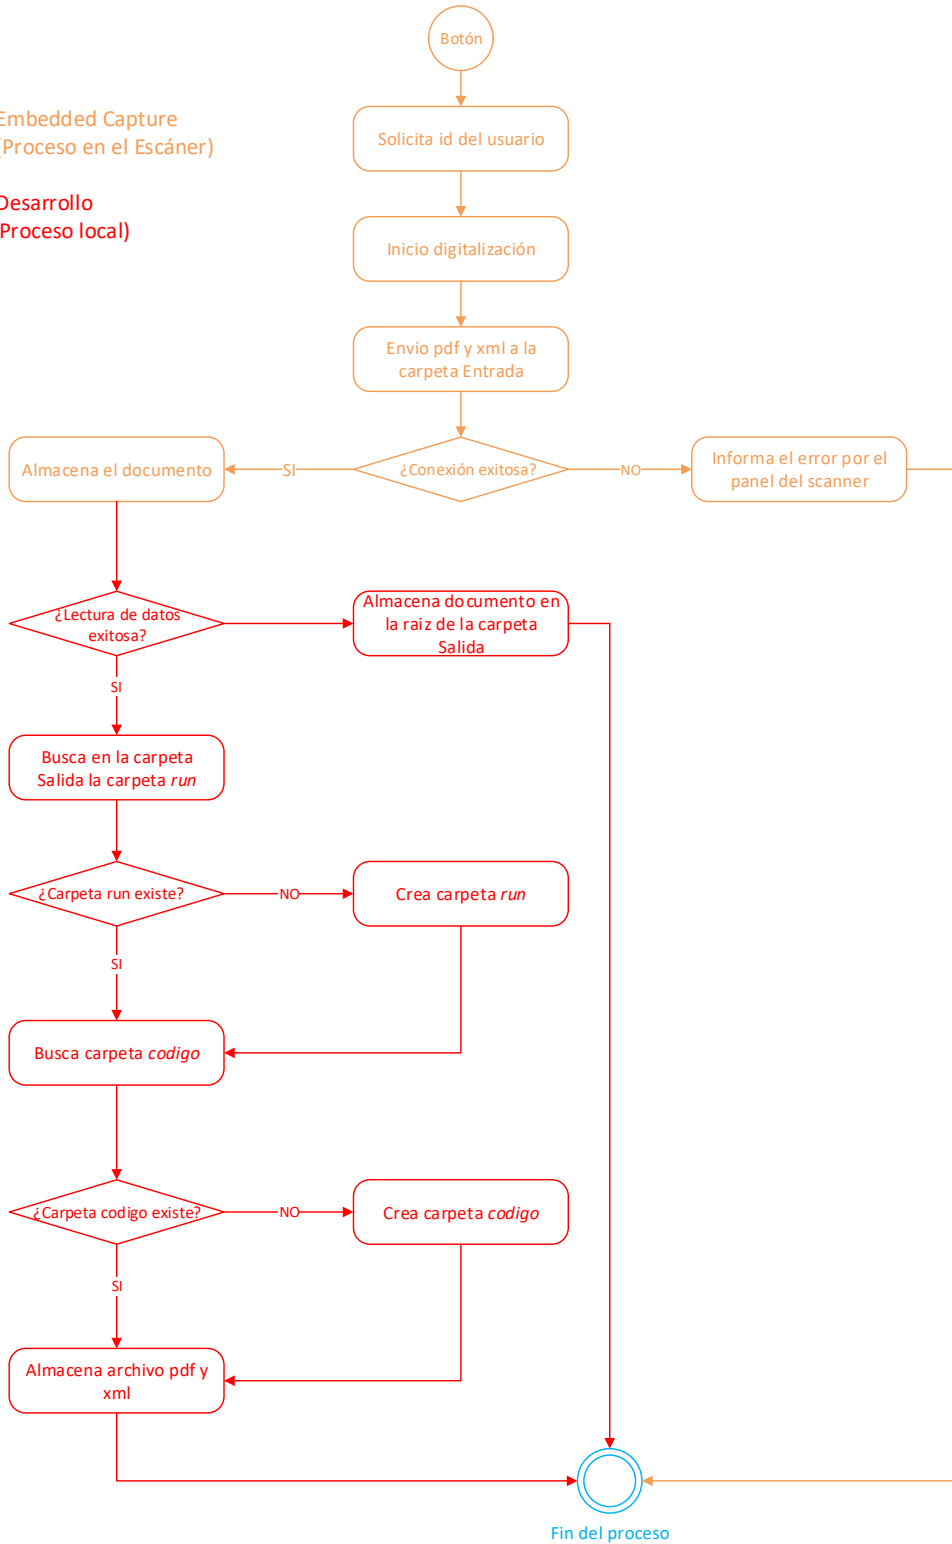 Botón
Embedded Capture
(Proceso en el Escáner)
Solicita id del usuario
Desarrollo
(Proceso local)
Inicio digitalización
Envio pdf y xml a la
carpeta Entrada
Almacena el documento
SI
¿Conexión exitosa?
NO
Informa el error por el
panel del scanner
¿Lectura de datos
exitosa?
Almacena documento en
la raiz de la carpeta
Salida
SI
Busca en la carpeta
Salida la carpeta run
¿Carpeta run existe?
NO
Crea carpeta run
SI
Busca carpeta codigo
¿Carpeta codigo existe?
NO
Crea carpeta codigo
SI
Almacena archivo pdf y
xml
Fin del proceso